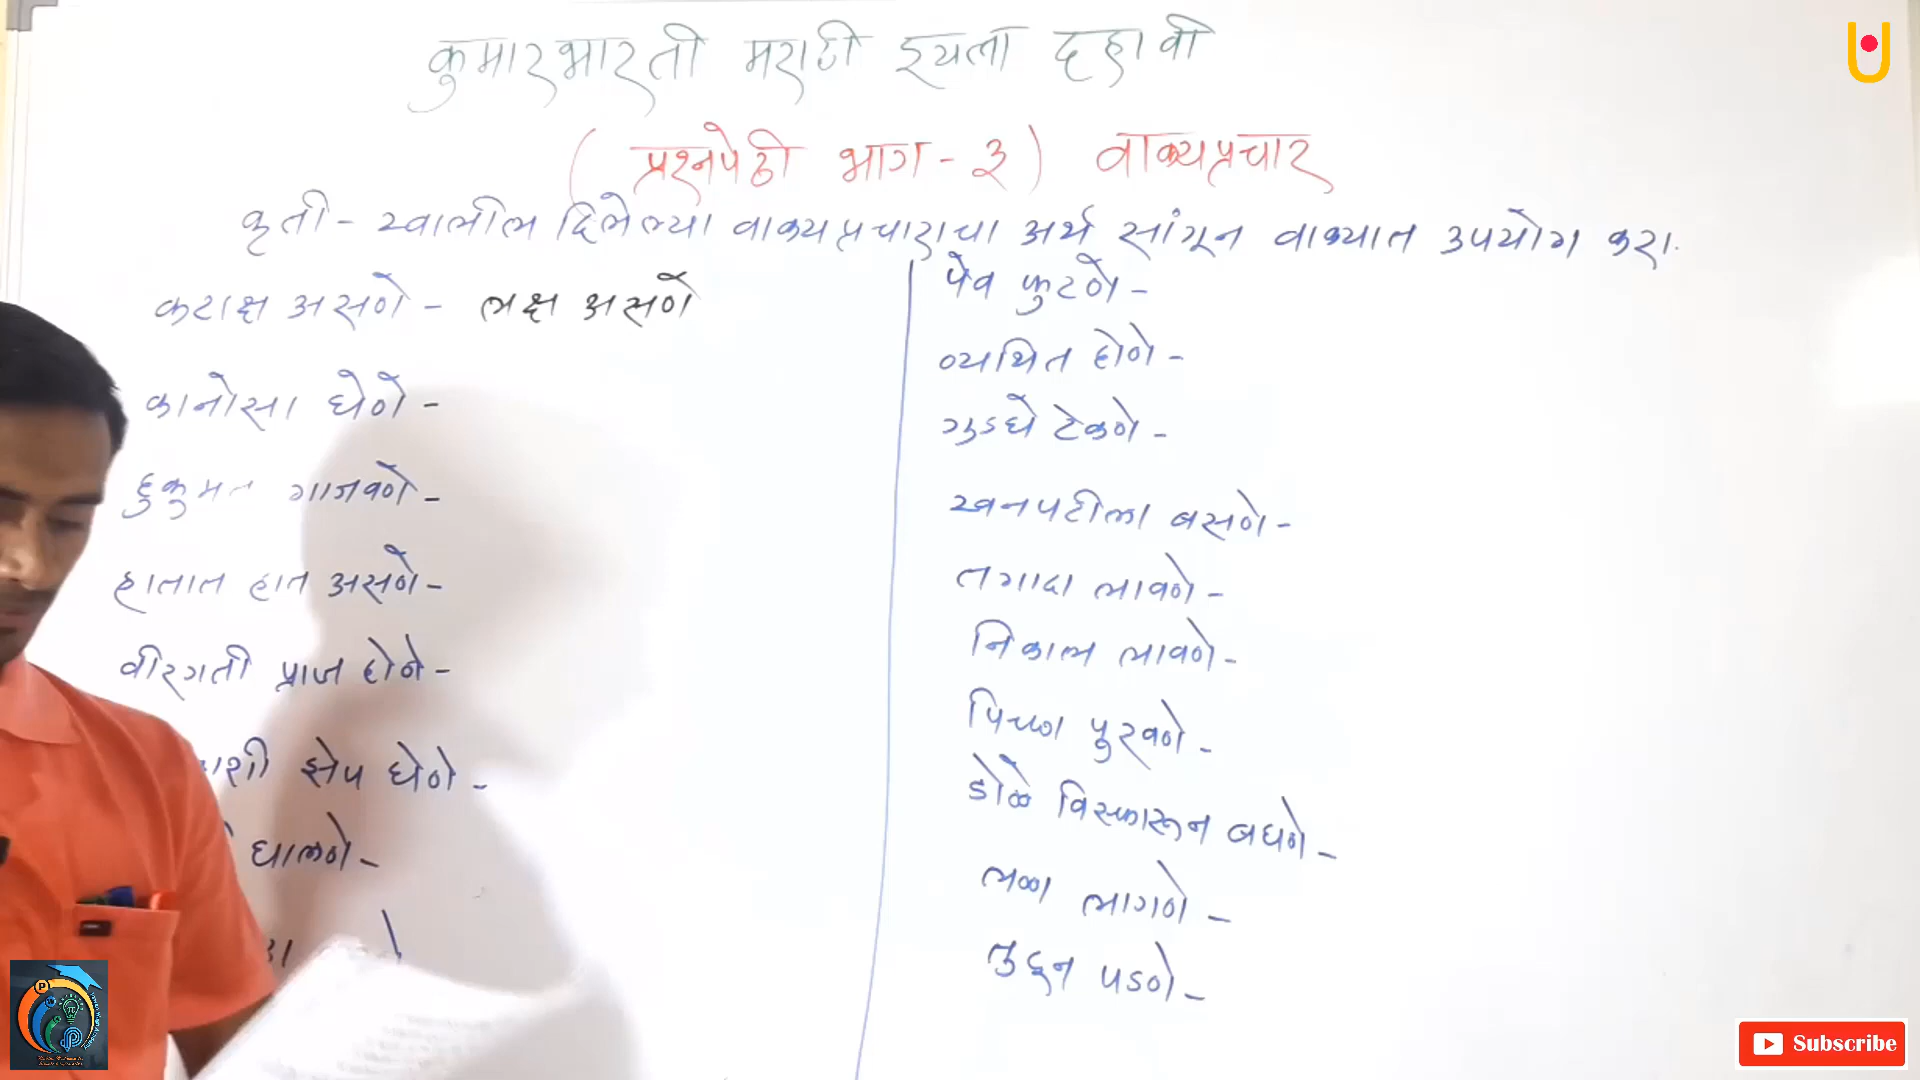 कुमारभारती मराठी इयत्ता दहावी
(प्रश्नपेढी भाग - ३) वाक्यप्रचार
कृती - खालील दिलेल्या वाक्यप्रचाराचा अर्थ सांगून वाक्यात उपयोग करा.
कटाक्ष असणे - लक्ष असणे
कानोसा घेणे -
हुकुमत गाजवणे -
हातात हात असणे -
वीरगती प्राप्त होणे -
झेप घेणे -
घालणे -
पेव फुटणे -
व्यथित होणे -
गुडघे टेकणे -
खनपटीला बसणे -
तगादा लावणे -
निकाल लावणे -
पिच्छा पुरवणे -
डोळे विस्फारून बघणे -
लळा लागणे -
तुटून पडणे -
Subscribe